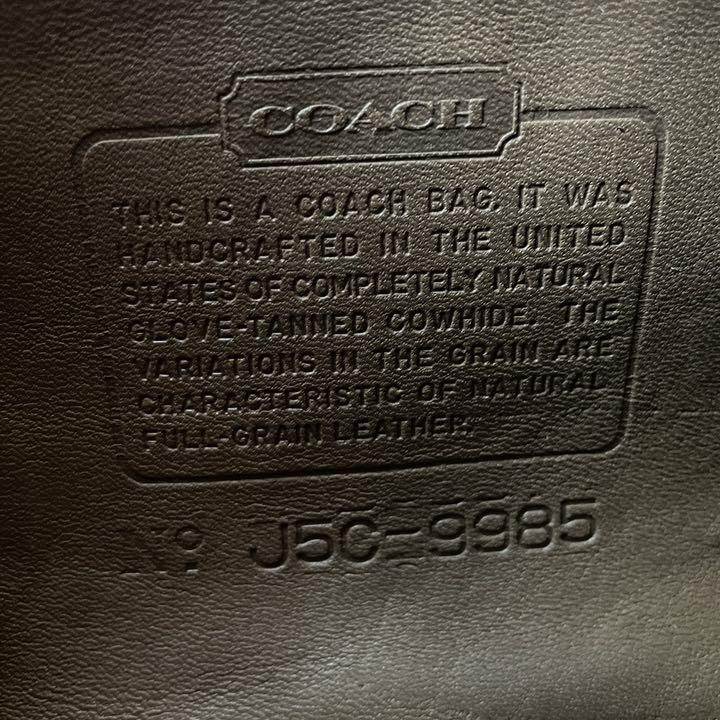 COACH
THIS IS A COACH BAG. IT WAS
HANDCRAFTED IN THE UNITED
STATES OF COMPLETELY NATURAL
GLOVE-TANNED COWHIDE. THE
VARIATIONS IN THE GRAIN ARE
CHARACTERISTIC OF NATURAL
FULL-GRAIN LEATHER.
No J5C-9985